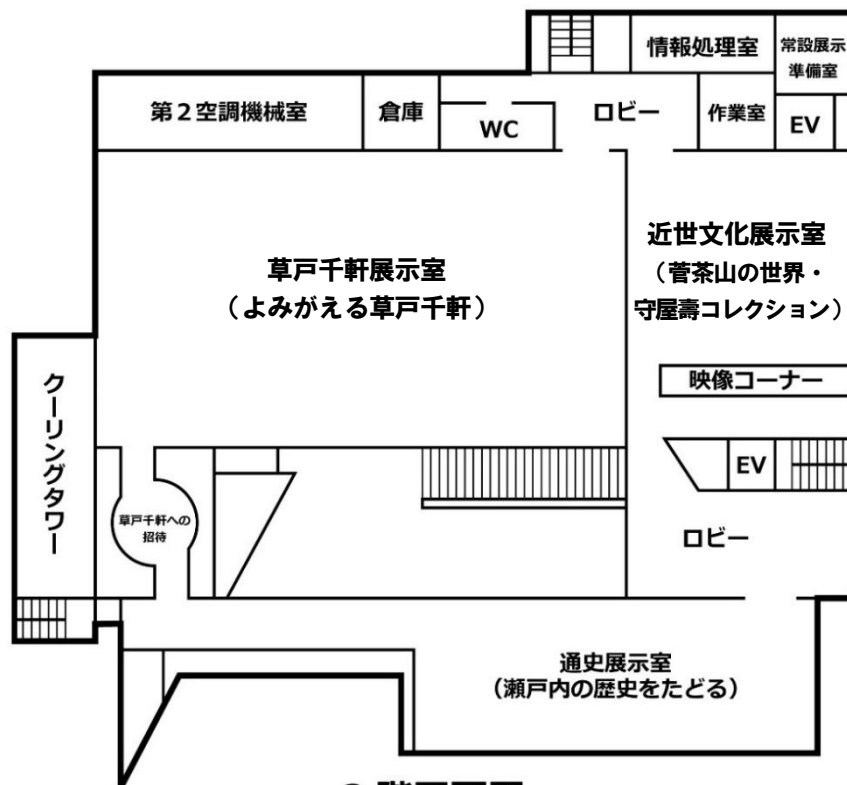 情報処理室
常設展示
準備室
第2空調機械室
倉庫
WC
ロビー
作業室
EV
草戸千軒展示室
（よみがえる草戸千軒）
近世文化展示室
（菅茶山の世界・
守屋壽コレクション）
映像コーナー
クーリングタワー
EV
草戸千軒への
招待
ロビー
通史展示室
（瀬戸内の歴史をたどる）